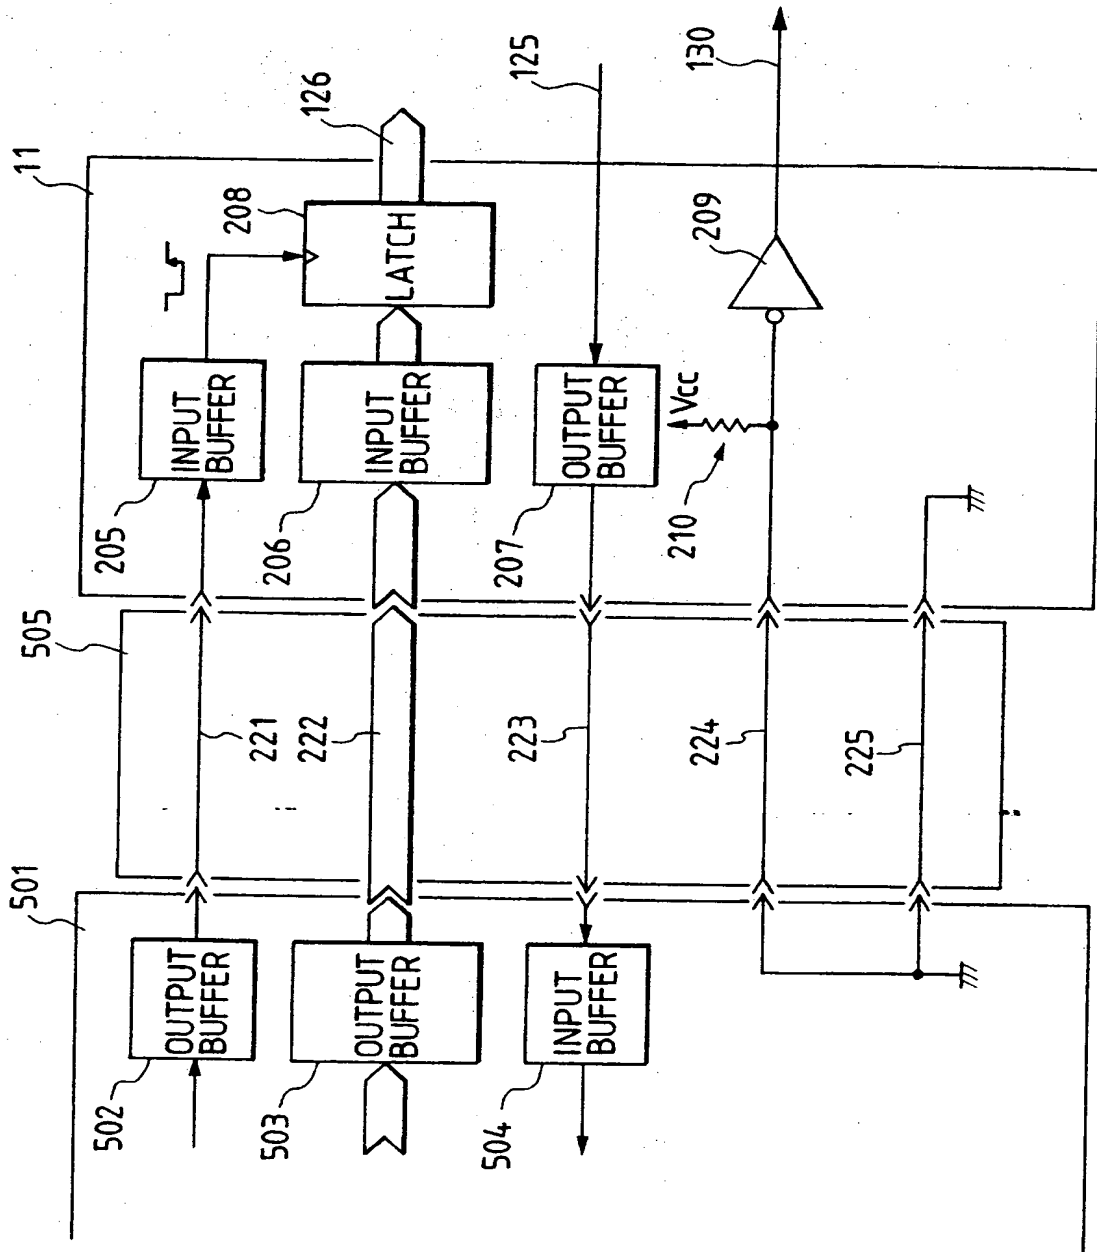 501
505
11
502
OUTPUT
BUFFER
221
205
INPUT
BUFFER
208
LATCH
126
503
OUTPUT
BUFFER
222
206
INPUT
BUFFER
504
INPUT
BUFFER
223
207
OUTPUT
BUFFER
125
210
Vcc
209
130
224
225